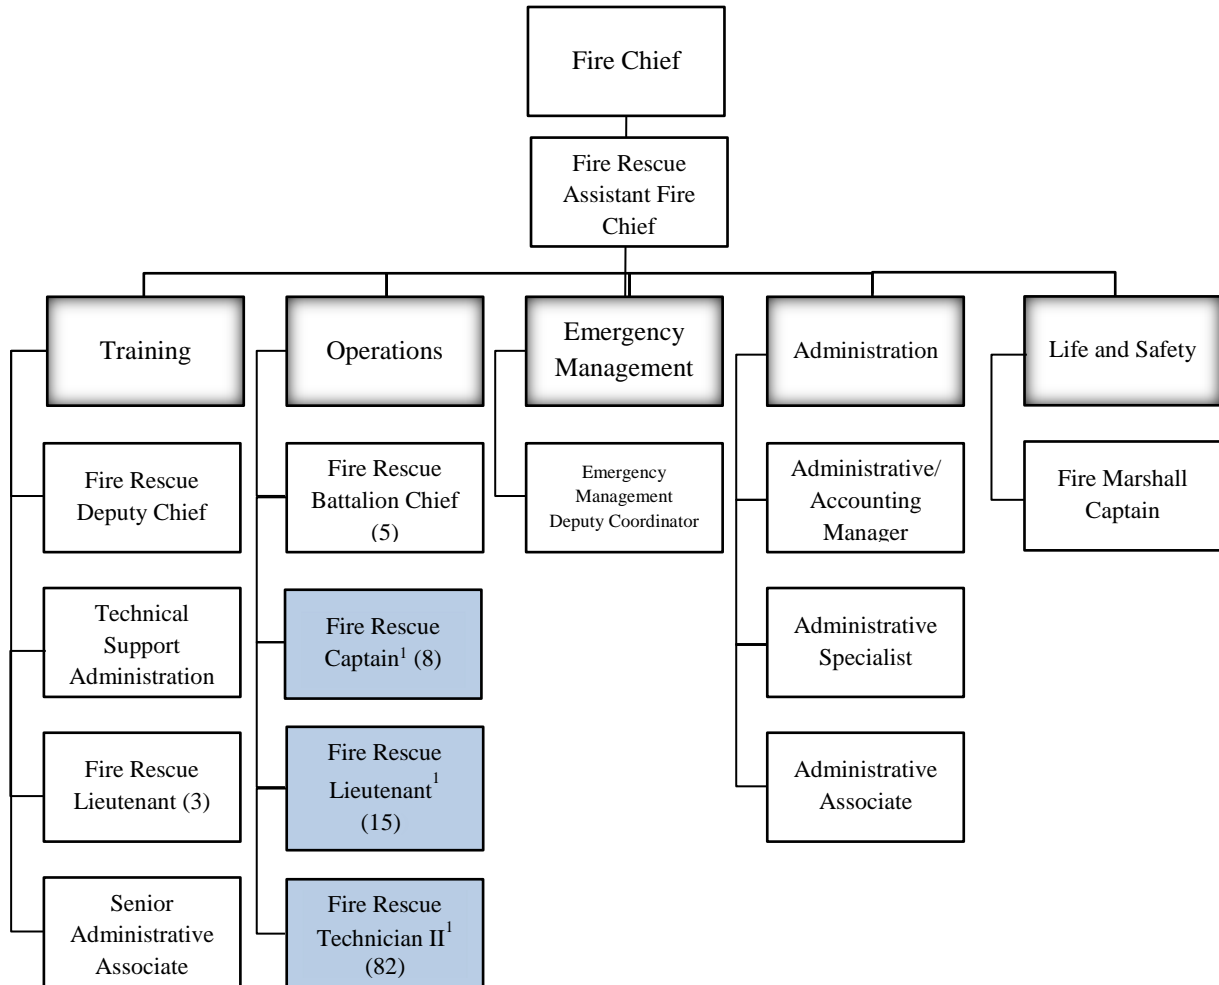 Fire Chief
Fire Rescue
Assistant Fire
Chief
Training
Operations
Emergency
Management
Administration
Life and Safety
Fire Rescue
Deputy Chief
Fire Rescue
Battalion Chief
(5)
Emergency
Management
Deputy Coordinator
Administrative/
Accounting
Manager
Fire Marshall
Captain
Technical
Support
Administration
Fire Rescue
Captain¹ (8)
Administrative
Specialist
Fire Rescue
Lieutenant (3)
Fire Rescue
Lieutenant¹
(15)
Administrative
Associate
Senior
Administrative
Associate
Fire Rescue
Technician II¹
(82)